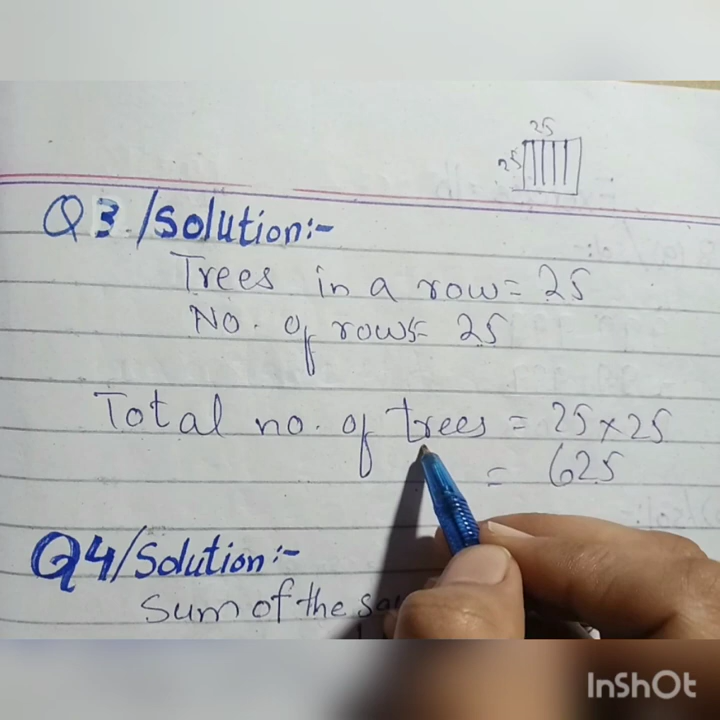 25
25
Q3/Solution:-
Trees in a row = 25
No. of rows = 25
Total no. of trees = 25×25
= 625
Q4/Solution:-
Sum of the
InShOt